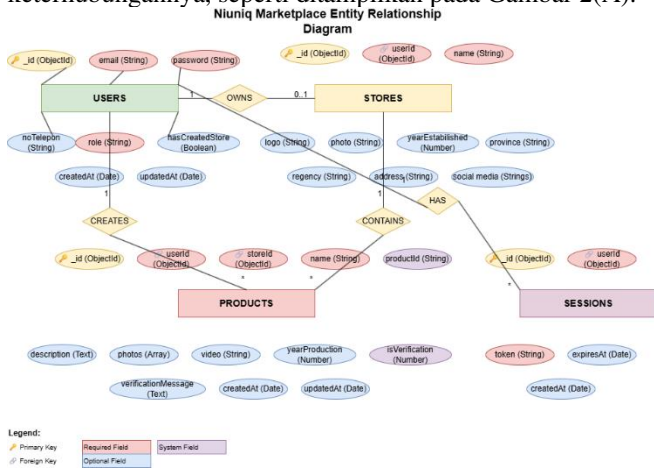 keterhubungannya, seperti ditampilkan pada Gambar 2(A).
Niuniq Marketplace Entity Relationship
Diagram
_id (ObjectId)
email (String)
password (String)
_id (ObjectId)
userId
(ObjectId)
name (String)
USERS
1
OWNS
0..1
STORES
noTelepon
(String)
role (String)
hasCreatedStore
(Boolean)
logo (String)
photo (String)
yearEstabilished
(Number)
province (String)
createdAt (Date)
updatedAt (Date)
regency (String)
address (String)
1
social media (Strings)
1
HAS
CREATES
CONTAINS
_id (ObjectId)
userId
(ObjectId)
storeId
(ObjectId)
name (String)
productId (String)
_id (ObjectId)
userId
(ObjectId)
*
*
*
PRODUCTS
SESSIONS
description (Text)
photos (Array)
video (String)
yearProduction
(Number)
isVerification
(Number)
token (String)
expiresAt (Date)
verificationMessage
(Text)
createdAt (Date)
updatedAt (Date)
createdAt (Date)
Legend:
Primary Key
Required Field
System Field
Foreign Key
Optional Field